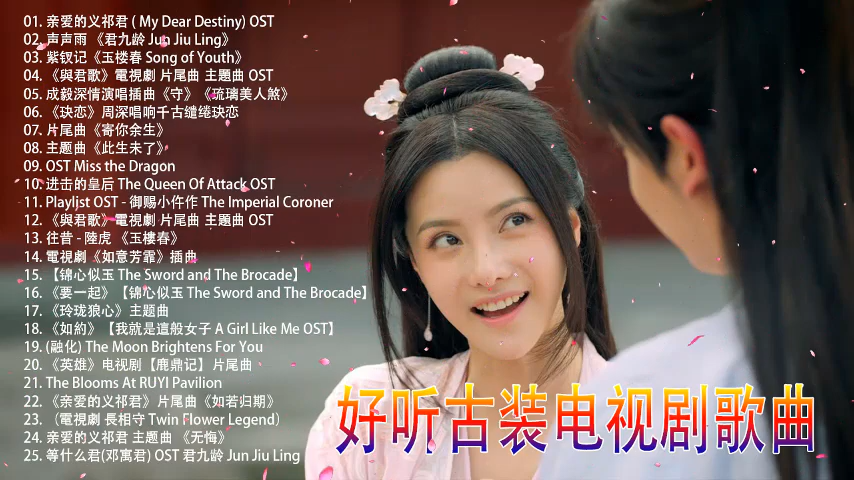 01. 亲爱的义祁君 ( My Dear Destiny) OST
02. 声声雨 《君九龄 Jun Jiu Ling》
03. 紫钗记《玉楼春 Song of Youth》
04. 《與君歌》電視劇 片尾曲 主題曲 OST
05. 成毅深情演唱插曲《守》《琉璃美人煞》
06. 《玦恋》周深唱响千古缱绻玦恋
07. 片尾曲《寄你余生》
08. 主题曲《此生未了》
09. OST Miss the Dragon
10. 进击的皇后 The Queen Of Attack OST
11. Playljst OST - 御赐小仵作 The Imperial Coroner
12. 《與君歌》電視劇 片尾曲 主題曲 OST
13. 往昔 - 陸虎 《玉樓春》
14. 電視劇《如意芳霏》插曲
15. 【锦心似玉 The Sword and The Brocade】
16. 《要一起》【锦心似玉 The Sword and The Brocade】
17. 《玲珑狼心》主题曲
18. 《如約》【我就是這般女子 A Girl Like Me OST】
19. (融化) The Moon Brightens For You
20. 《英雄》电视剧【鹿鼎记】片尾曲
21. The Blooms At RUYI Pavilion
22. 《亲爱的义祁君》片尾曲《如若归期》
23. （電視劇 長相守 Twin Flower Legend）
24. 亲爱的义祁君 主题曲 《无悔》
25. 等什么君(邓寓君) OST 君九龄 Jun Jiu Ling
好听古装电视剧歌曲